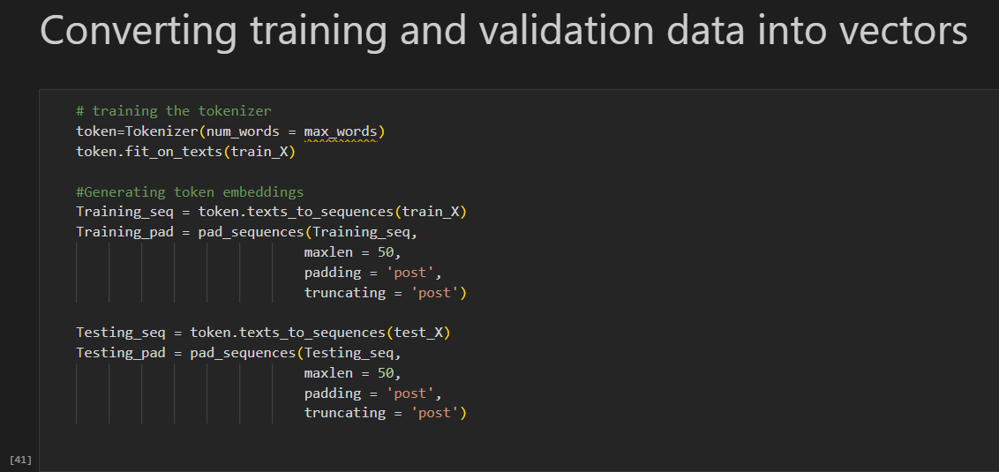 Converting training and validation data into vectors
# training the tokenizer
token=Tokenizer(num_words = max_words)
token.fit_on_texts(train_X)
#Generating token embeddings
Training_seq = token.texts_to_sequences(train_X)
Training_pad = pad_sequences(Training_seq,
maxlen = 50,
padding = 'post',
truncating = 'post')
Testing_seq = token.texts_to_sequences(test_X)
Testing_pad = pad_sequences(Testing_seq,
maxlen = 50,
padding = 'post',
truncating = 'post')
[41]